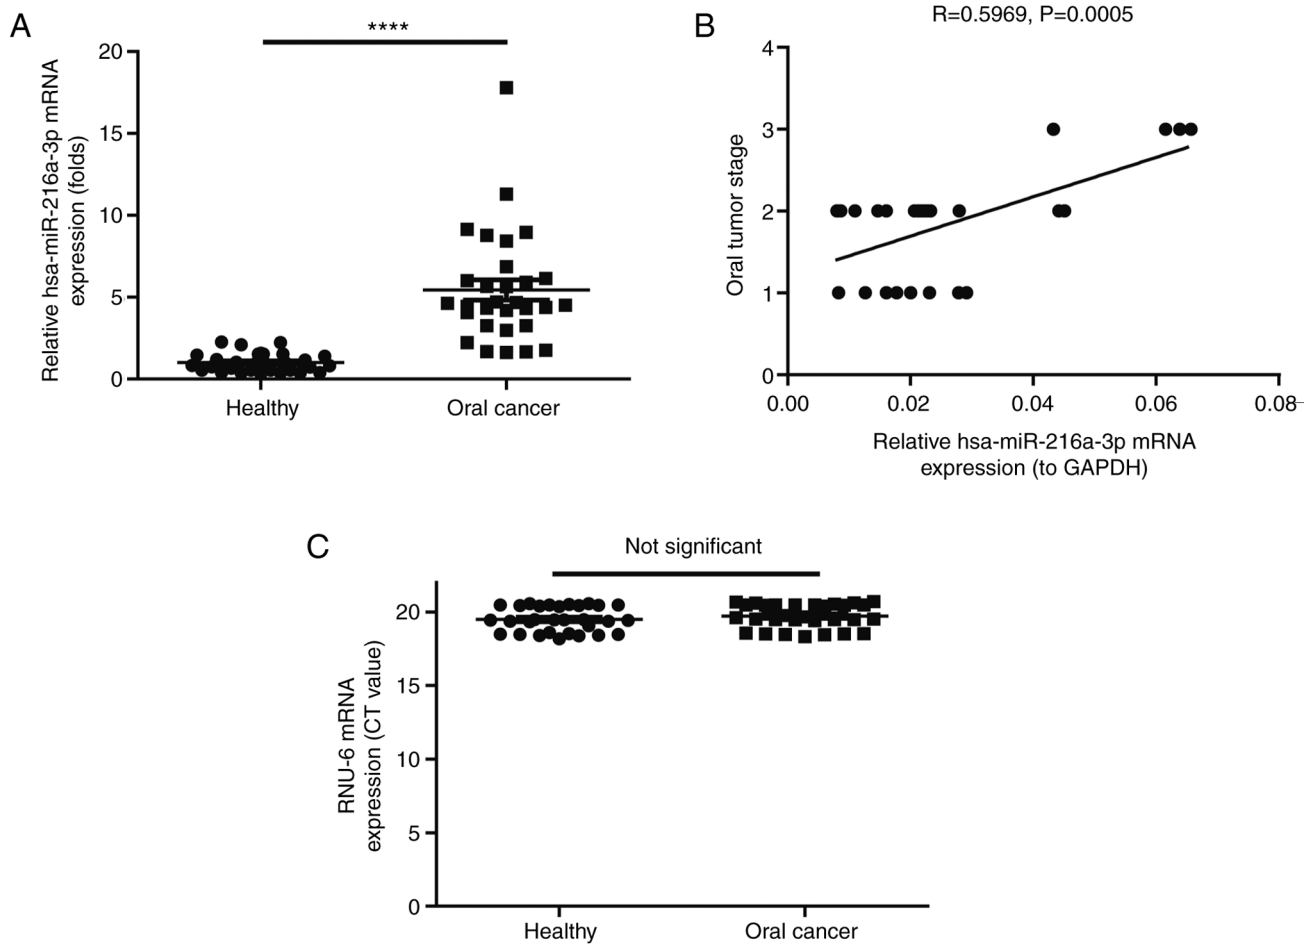 A
****
Relative hsa-miR-216a-3p mRNA
expression (folds)
20
15
10
5
0
Healthy
Oral cancer
B
R=0.5969, P=0.0005
Oral tumor stage
4
3
2
1
0
0.00
0.02
0.04
0.06
0.08
Relative hsa-miR-216a-3p mRNA
expression (to GAPDH)
C
Not significant
RNU-6 mRNA
expression (CT value)
20
15
10
5
0
Healthy
Oral cancer